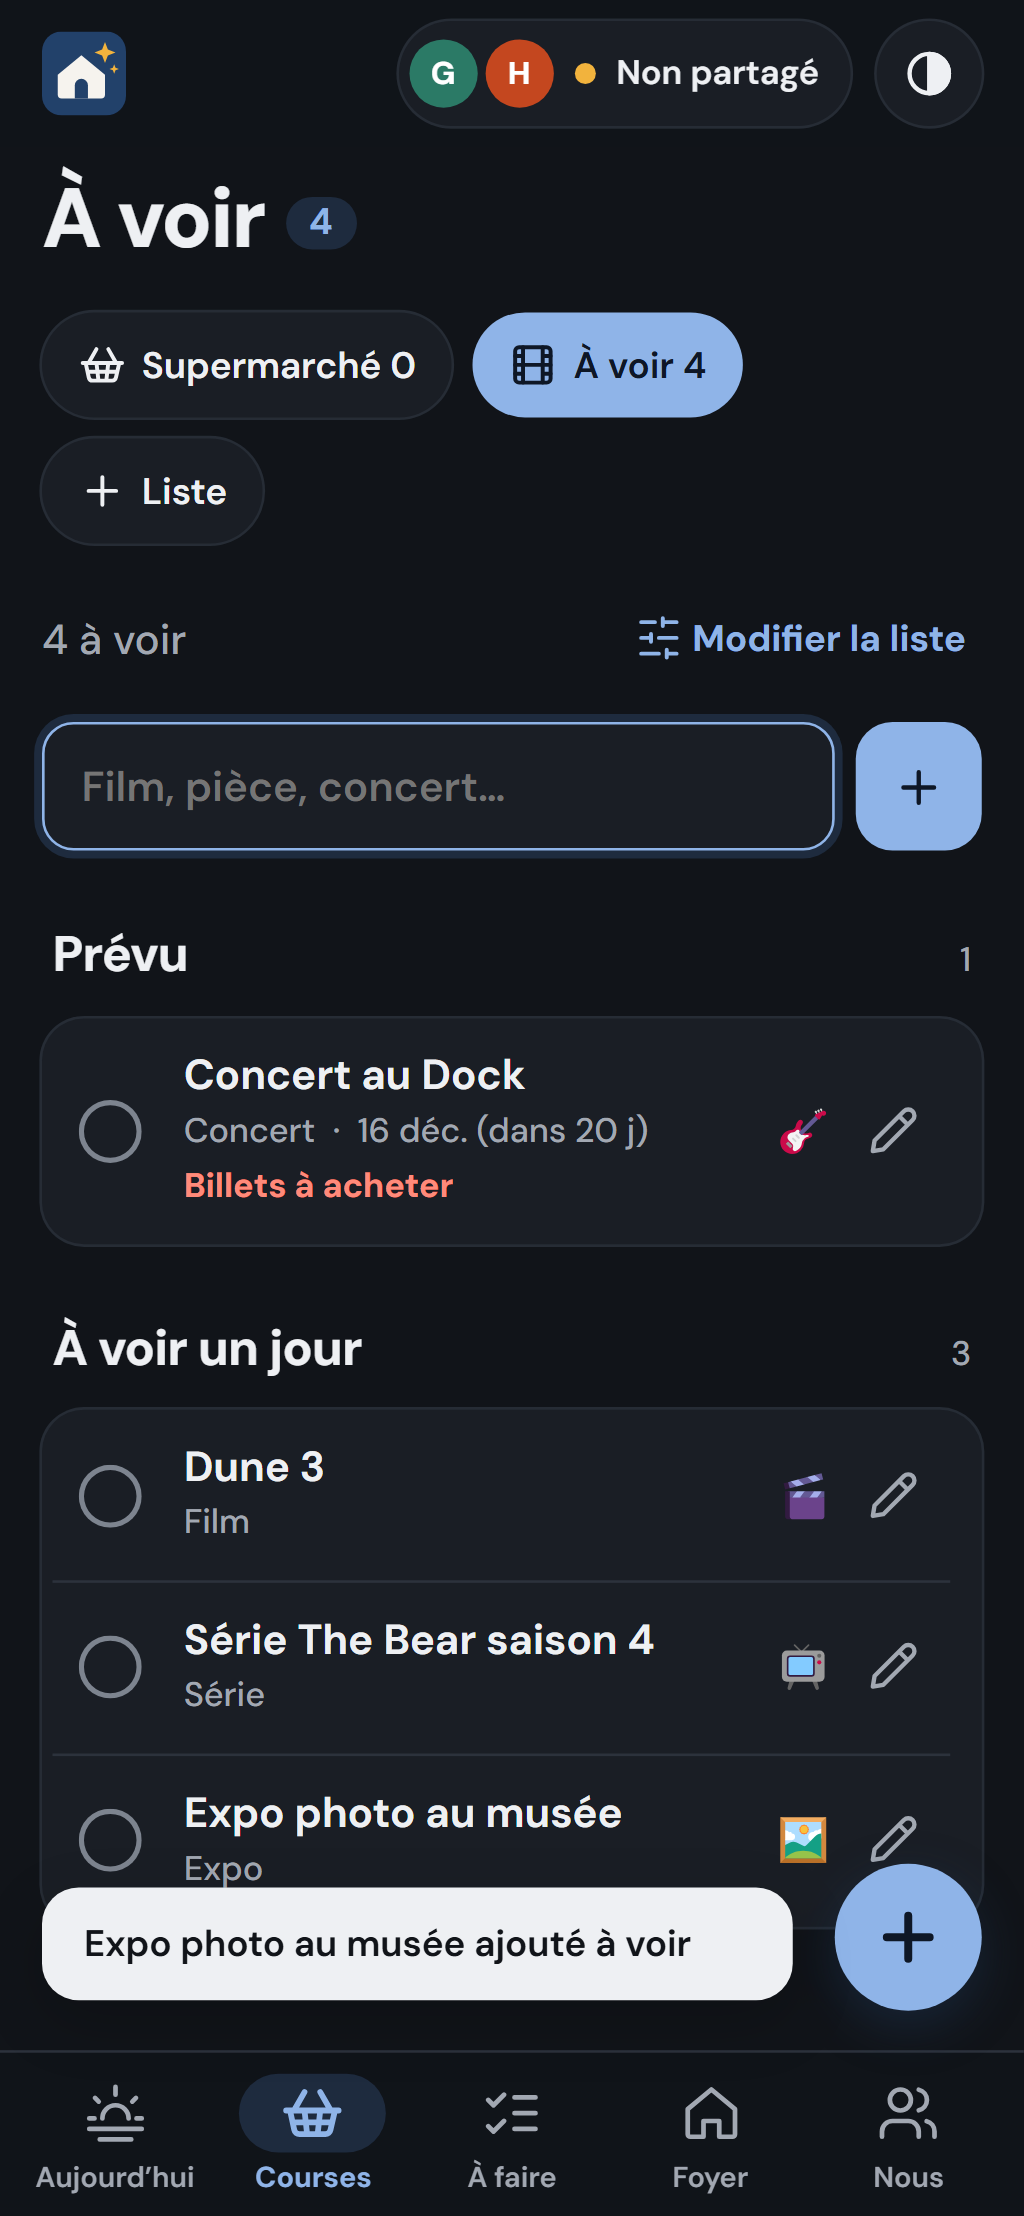 G H Non partagé
À voir 4
Supermarché 0
À voir 4
Liste
4 à voir
Modifier la liste
Film, pièce, concert...
Prévu 1
Concert au Dock
Concert · 16 déc. (dans 20 j)
Billets à acheter
À voir un jour 3
Dune 3
Film
Série The Bear saison 4
Série
Expo photo au musée
Expo
Expo photo au musée ajouté à voir
Aujourd’hui
Courses
À faire
Foyer
Nous